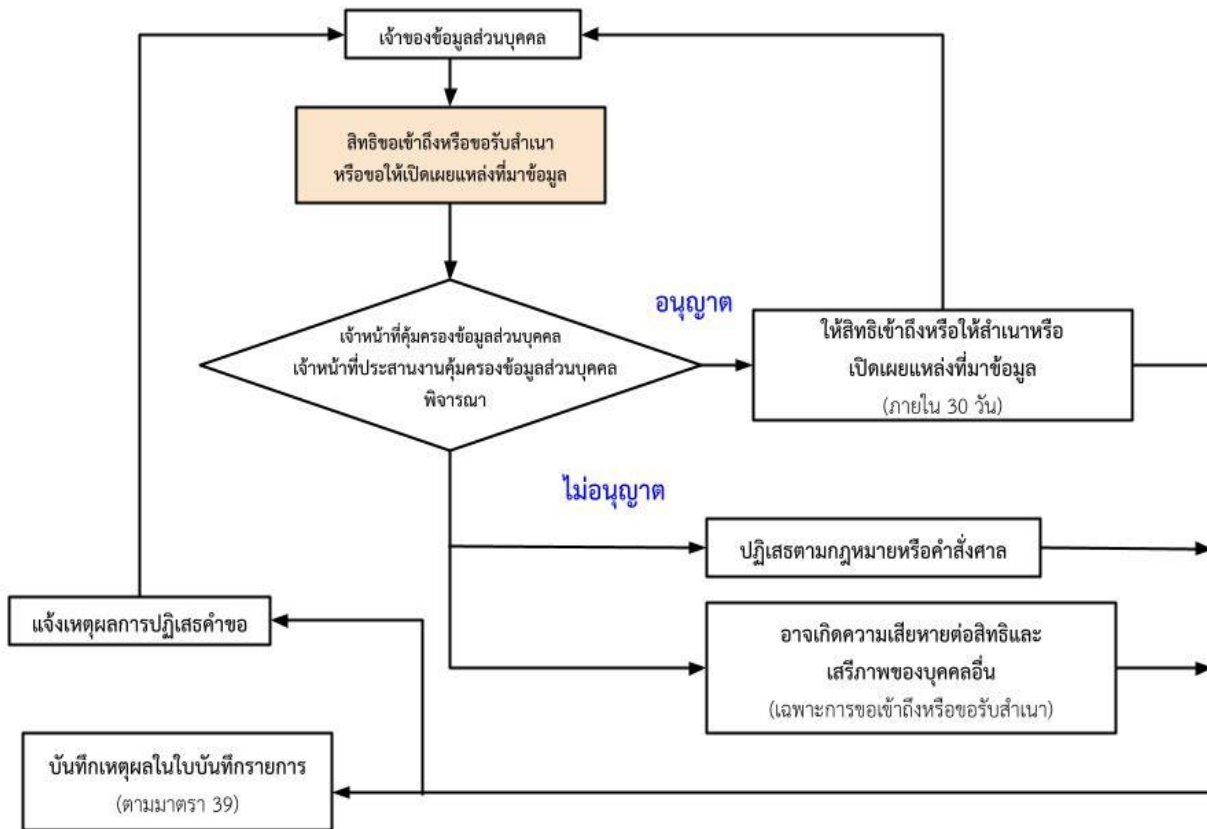 เจ้าของข้อมูลส่วนบุคคล
สิทธิขอเข้าถึงหรือขอรับสำเนา
หรือขอให้เปิดเผยแหล่งที่มาข้อมูล
เจ้าหน้าที่คุ้มครองข้อมูลส่วนบุคคล
เจ้าหน้าที่ประสานงานคุ้มครองข้อมูลส่วนบุคคล
พิจารณา
อนุญาต
ให้สิทธิเข้าถึงหรือให้สำเนาหรือ
เปิดเผยแหล่งที่มาข้อมูล
(ภายใน 30 วัน)
ไม่อนุญาต
ปฏิเสธตามกฎหมายหรือคำสั่งศาล
อาจเกิดความเสียหายต่อสิทธิและ
เสรีภาพของบุคคลอื่น
(เฉพาะการขอเข้าถึงหรือขอรับสำเนา)
แจ้งเหตุผลการปฏิเสธคำขอ
บันทึกเหตุผลในใบบันทึกรายการ
(ตามมาตรา 39)